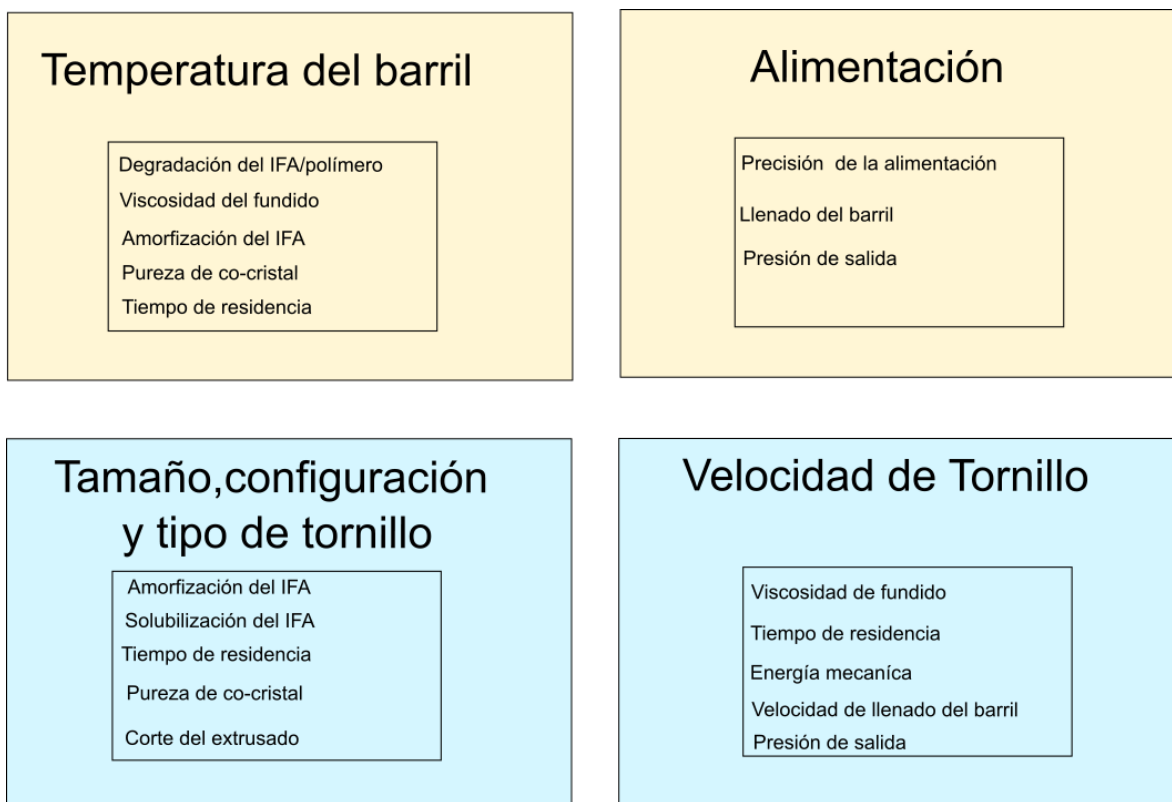 Temperatura del barril
Degradación del IFA/polímero
Viscosidad del fundido
Amorfización del IFA
Pureza de co-cristal
Tiempo de residencia
Alimentación
Precisión de la alimentación
Llenado del barril
Presión de salida
Tamaño,configuración
y tipo de tornillo
Amorfización del IFA
Solubilización del IFA
Tiempo de residencia
Pureza de co-cristal
Corte del extrusado
Velocidad de Tornillo
Viscosidad de fundido
Tiempo de residencia
Energía mecaníca
Velocidad de llenado del barril
Presión de salida